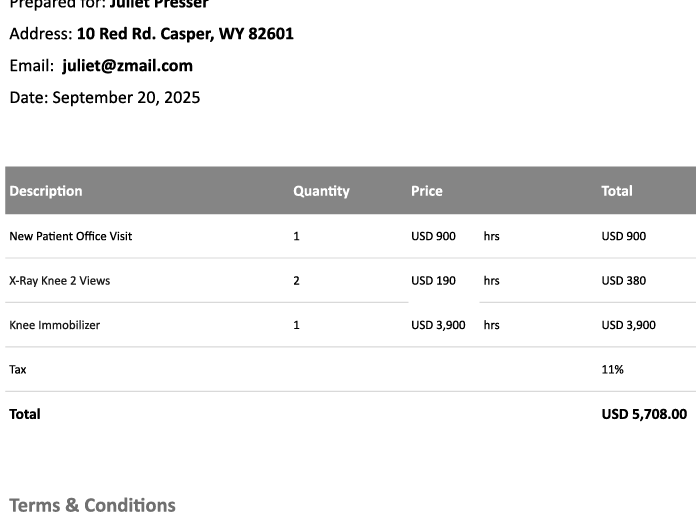 Prepared for: Juliet Presser
Address: 10 Red Rd. Casper, WY 82601
Email: juliet@zmail.com
Date: September 20, 2025
Description Quantity Price Total
New Patient Office Visit 1 USD 900 hrs USD 900
X-Ray Knee 2 Views 2 USD 190 hrs USD 380
Knee Immobilizer 1 USD 3,900 hrs USD 3,900
Tax 11%
Total USD 5,708.00
Terms & Conditions